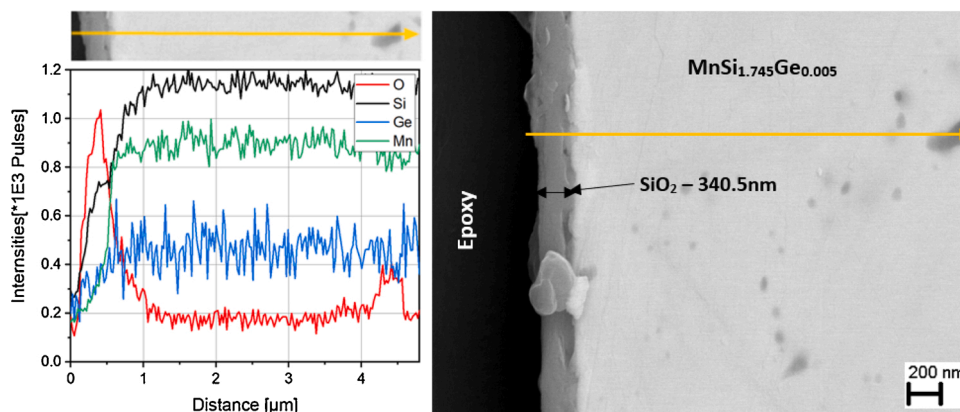 1.2
1.0
0.8
0.6
0.4
0.2
0.0
0
1
2
3
4
Internsities[*1E3 Pulses]
Distance [µm]
O
Si
Ge
Mn
MnSi1.745Ge0.005
SiO2 – 340.5nm
Epoxy
200 nm